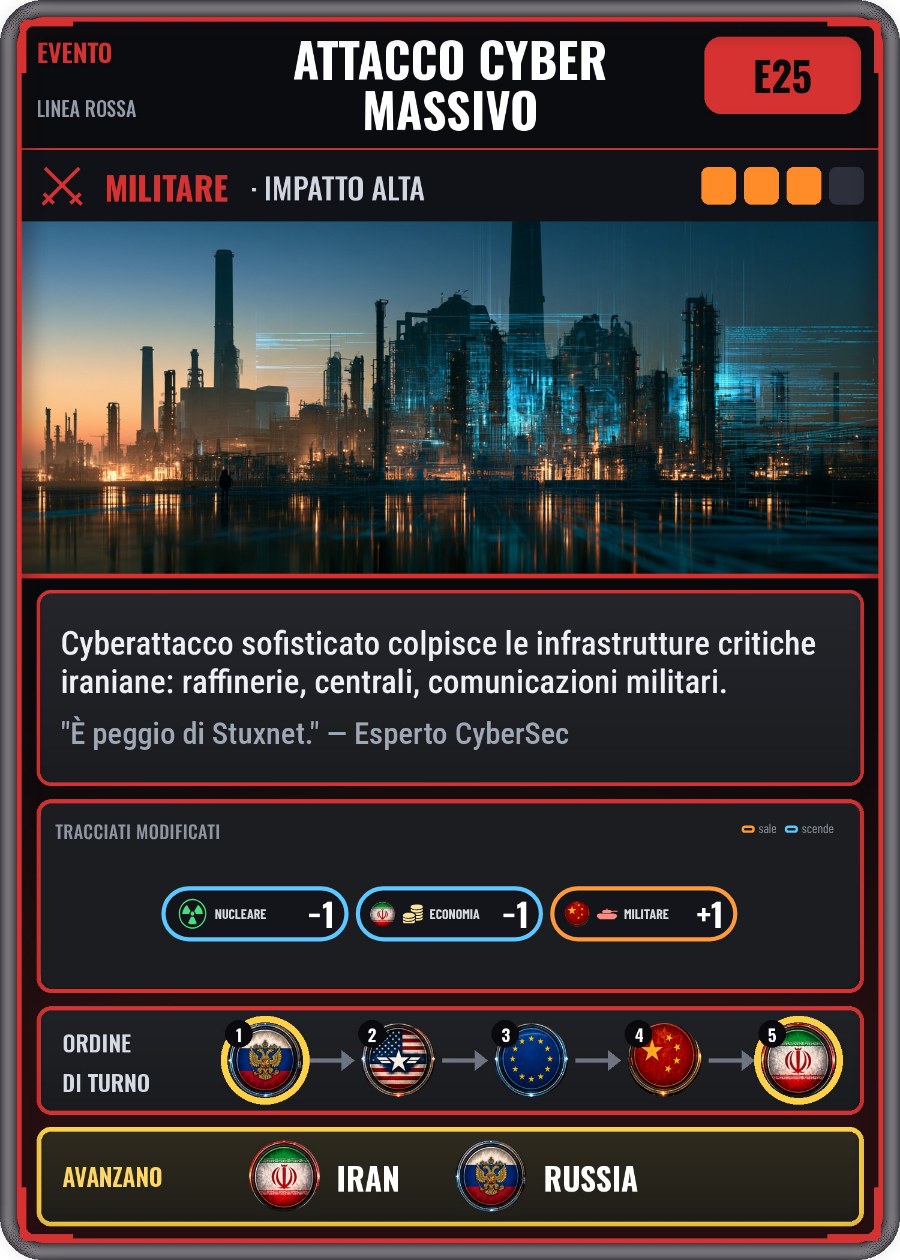 EVENTO
LINEA ROSSA
ATTACCO CYBER
MASSIVO
E25
MILITARE · IMPATTO ALTA
Cyberattacco sofisticato colpisce le infrastrutture critiche
iraniane: raffinerie, centrali, comunicazioni militari.
"È peggio di Stuxnet." — Esperto CyberSec
TRACCIATI MODIFICATI
sale scende
NUCLEARE −1
ECONOMIA −1
MILITARE +1
ORDINE
DI TURNO
1 2 3 4 5
AVANZANO IRAN RUSSIA